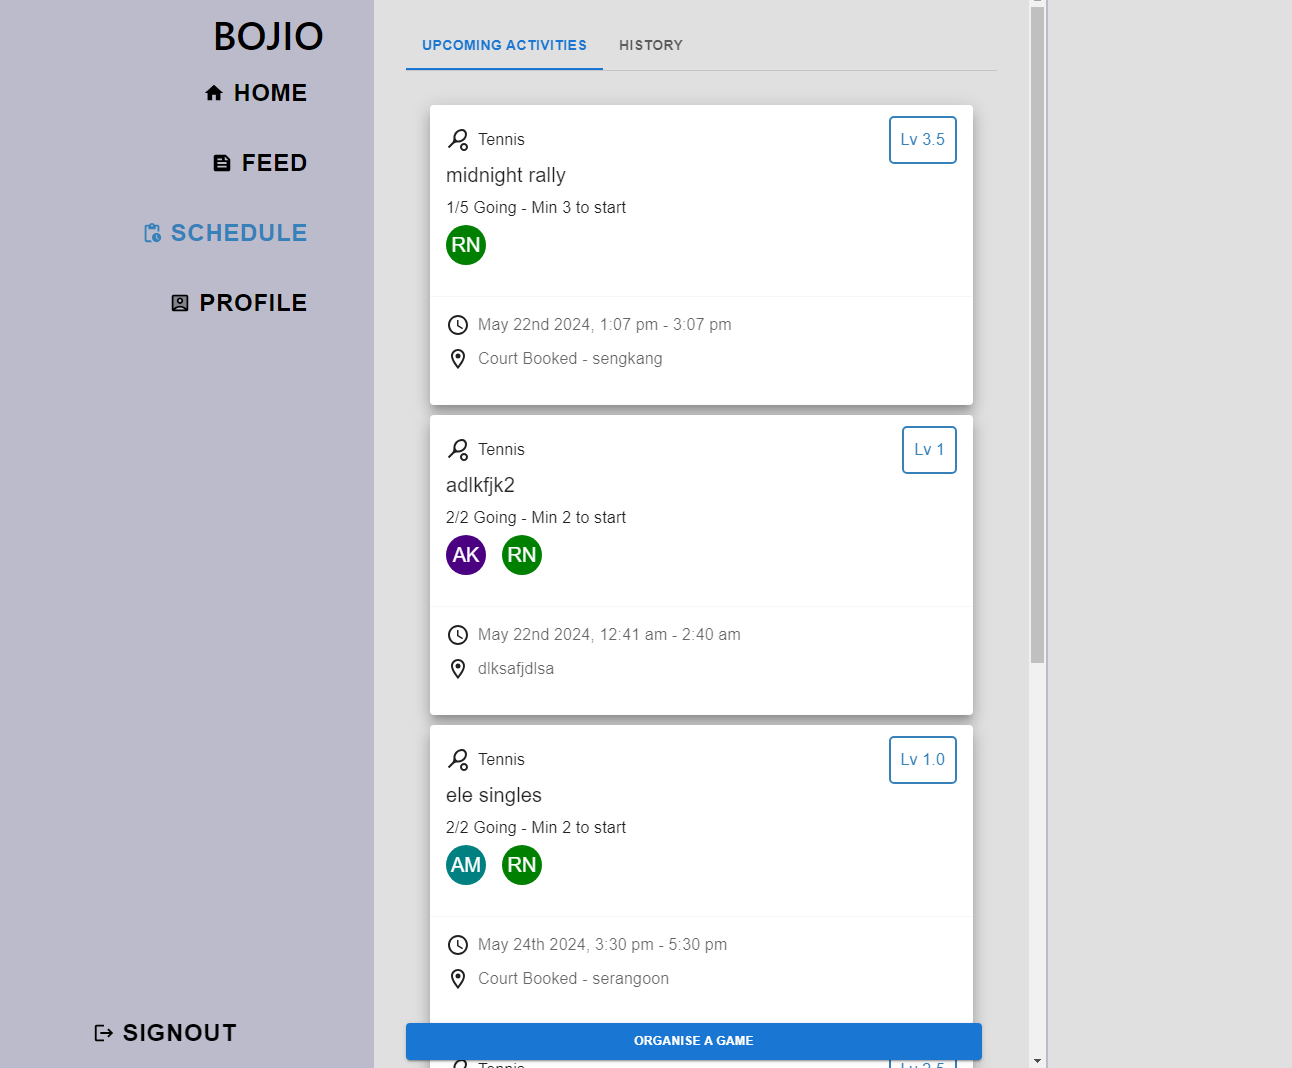 BOJIO
HOME
FEED
SCHEDULE
PROFILE
SIGNOUT
UPCOMING ACTIVITIES HISTORY
Tennis Lv 3.5
midnight rally
1/5 Going - Min 3 to start
RN
May 22nd 2024, 1:07 pm - 3:07 pm
Court Booked - sengkang
Tennis Lv 1
adlkfjk2
2/2 Going - Min 2 to start
AK RN
May 22nd 2024, 12:41 am - 2:40 am
dlksafjdlsa
Tennis Lv 1.0
ele singles
2/2 Going - Min 2 to start
AM RN
May 24th 2024, 3:30 pm - 5:30 pm
Court Booked - serangoon
ORGANISE A GAME
Tennis